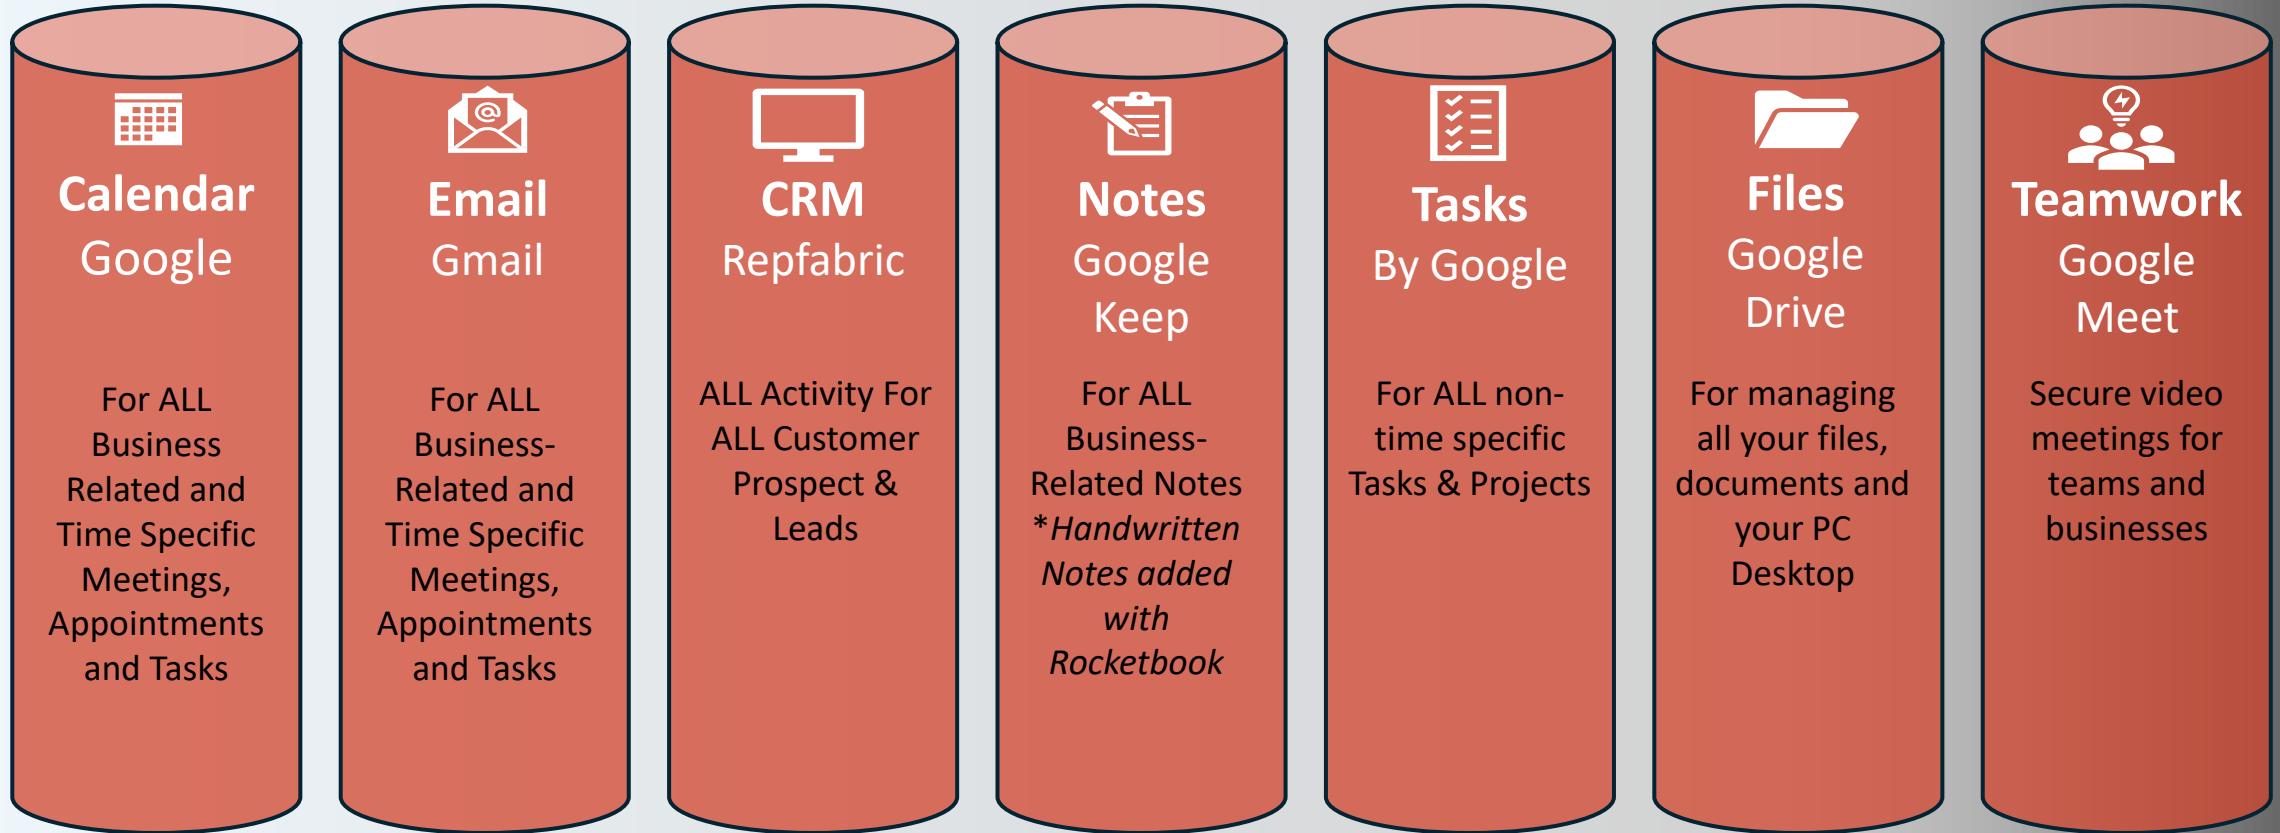 Calendar
Google
For ALL
Business
Related and
Time Specific
Meetings,
Appointments
and Tasks
Email
Gmail
For ALL
Business-
Related and
Time Specific
Meetings,
Appointments
and Tasks
CRM
Repfabric
ALL Activity For
ALL Customer
Prospect &
Leads
Notes
Google
Keep
For ALL
Business-
Related Notes
*Handwritten
Notes added
with
Rocketbook
Tasks
By Google
For ALL non-
time specific
Tasks & Projects
Files
Google
Drive
For managing
all your files,
documents and
your PC
Desktop
Teamwork
Google
Meet
Secure video
meetings for
teams and
businesses